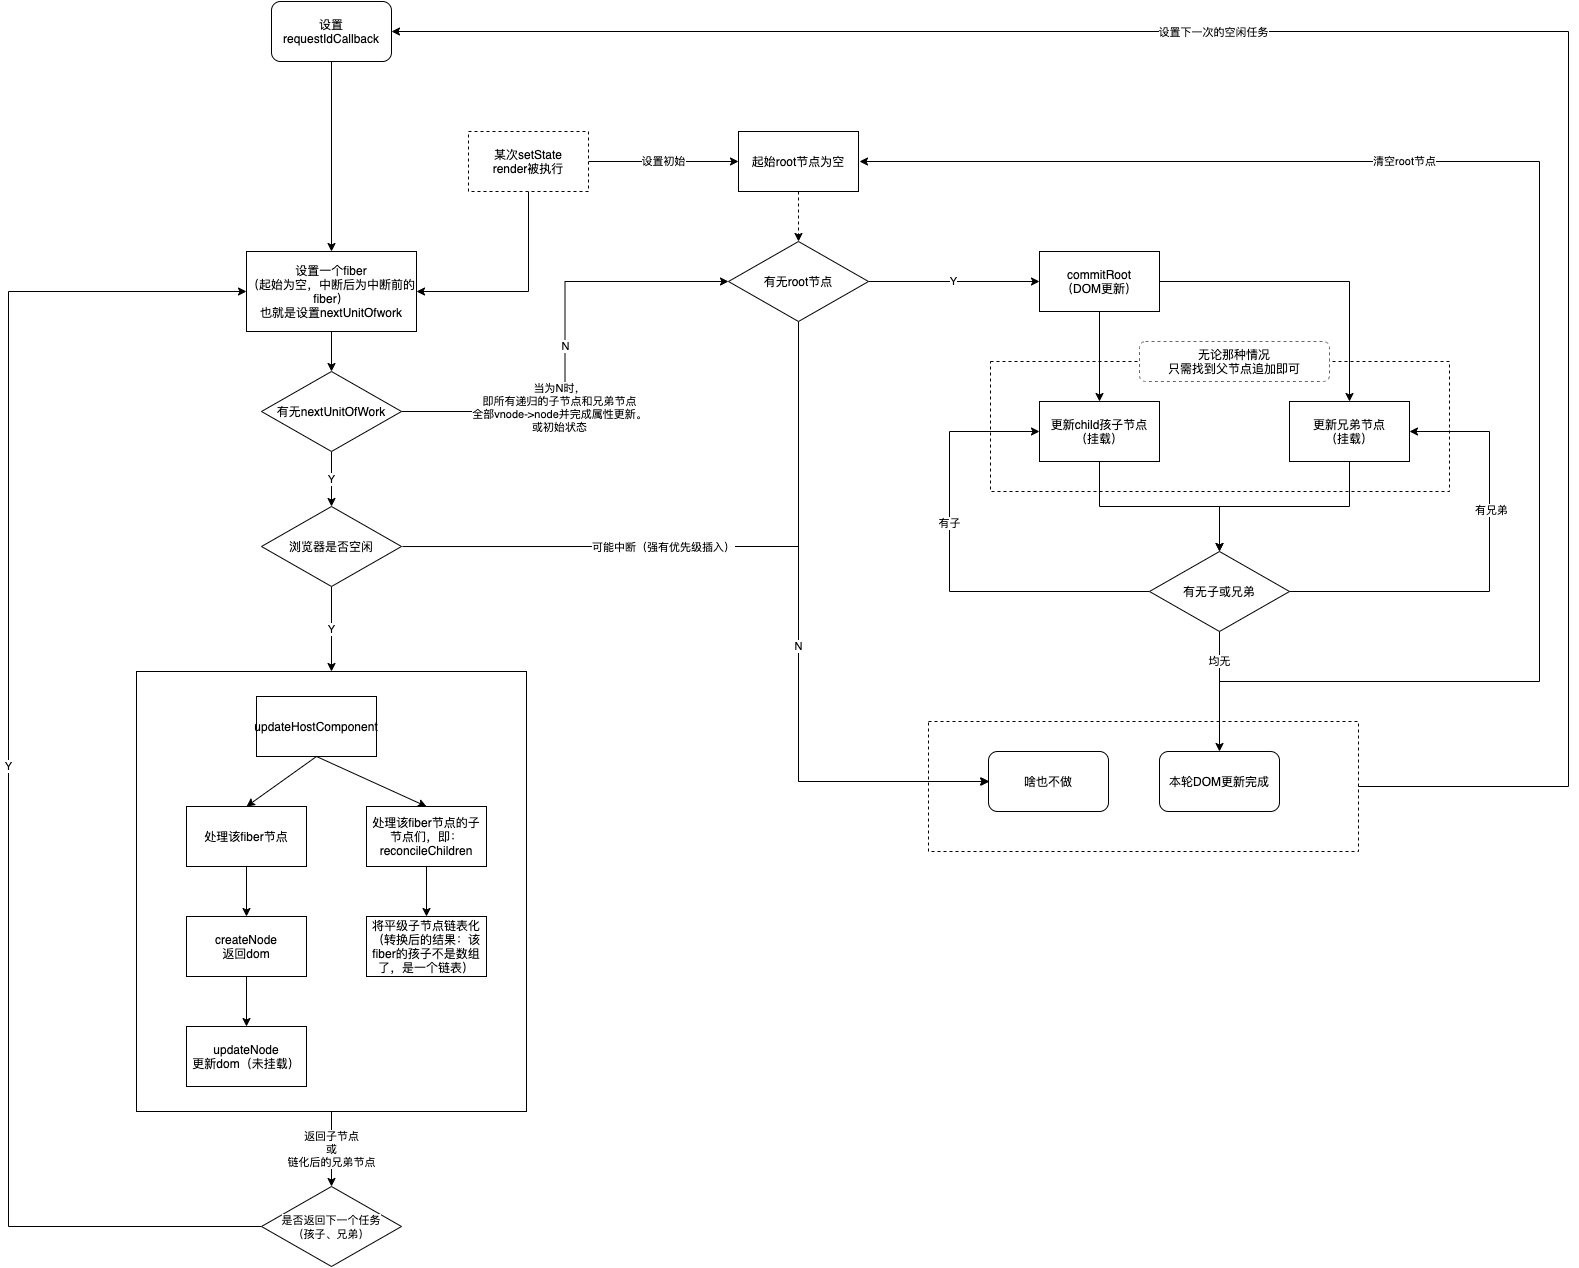 设置
requestIdCallback
设置下一次的空闲任务
某次setState
render被执行
设置初始
起始root节点为空
清空root节点
设置一个fiber
（起始为空，中断后为中断前的
fiber）
也就是设置nextUnitOfwork
有无root节点
Y
commitRoot
（DOM更新）
N
无论那种情况
只需找到父节点追加即可
有无nextUnitOfWork
当为N时，
即所有递归的子节点和兄弟节点
全部vnode->node并完成属性更新。
或初始状态
更新child孩子节点
（挂载）
更新兄弟节点
（挂载）
Y
有子
有兄弟
浏览器是否空闲
可能中断（强有优先级插入）
有无子或兄弟
Y
N
均无
updateHostComponent
Y
啥也不做
本轮DOM更新完成
处理该fiber节点
处理该fiber节点的子
节点们，即：
reconcileChildren
createNode
返回dom
将平级子节点链表化
（转换后的结果：该
fiber的孩子不是数组
了，是一个链表）
updateNode
更新dom（未挂载）
返回子节点
或
链化后的兄弟节点
是否返回下一个任务
（孩子、兄弟）